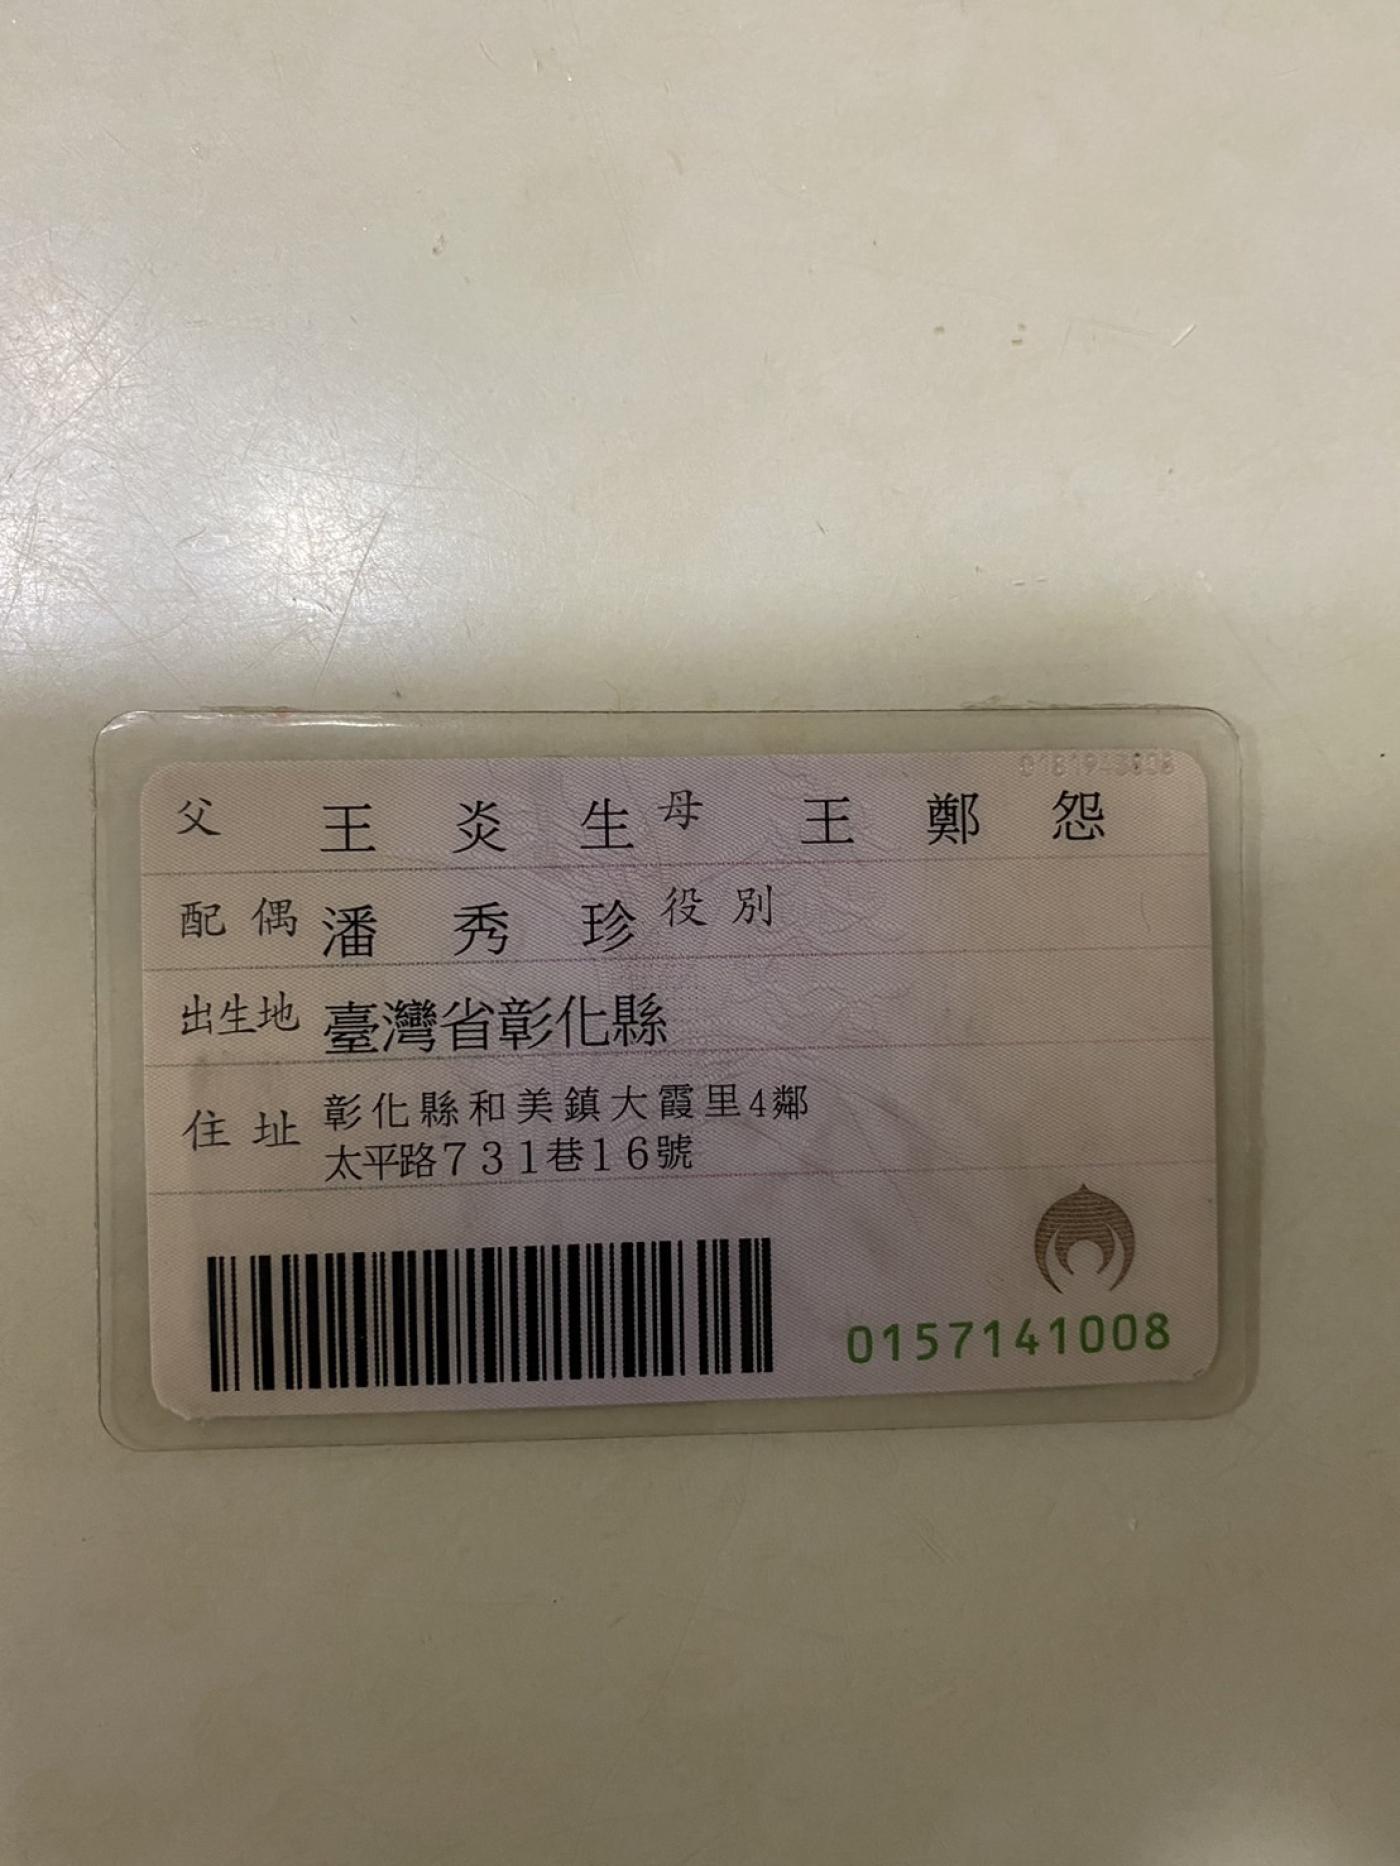 父 王炎生 母 王鄭怨
配偶 潘秀珍 役別
出生地 臺灣省彰化縣
住址 彰化縣和美鎮大霞里4鄰
太平路731巷16號
0157141008